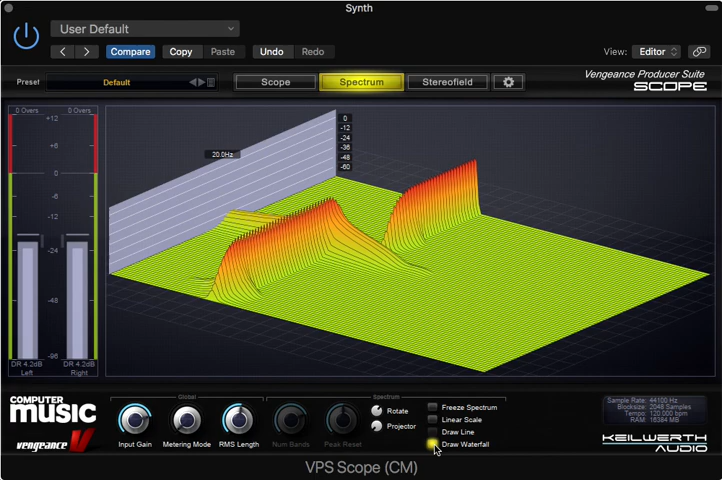 Synth
User Default
Compare Copy Paste Undo Redo View: Editor
Preset Default Scope Spectrum Stereofield Vengeance Producer Suite
SCOPE
0 Overs 0 Overs
+12
+6
0
-6
-12
-24
-48
-96
DR 4.2dB DR 4.2dB
Left Right
20.0Hz
0
-12
-24
-36
-48
-60
COMPUTER
music
vengeance
Global
Input Gain Metering Mode RMS Length
Spectrum
Num Bands Peak Reset
Rotate
Projector
Freeze Spectrum
Linear Scale
Draw Line
Draw Waterfall
Sample Rate: 44100 Hz
Blocksize: 2048 Samples
Tempo: 120.000 bpm
RAM: 16384 MB
KEILWERTH
AUDIO
VPS Scope (CM)